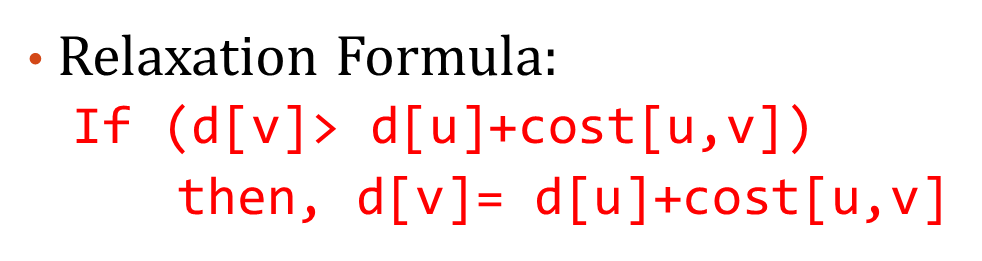 • Relaxation Formula:
If (d[v]> d[u]+cost[u,v])
then, d[v]= d[u]+cost[u,v]